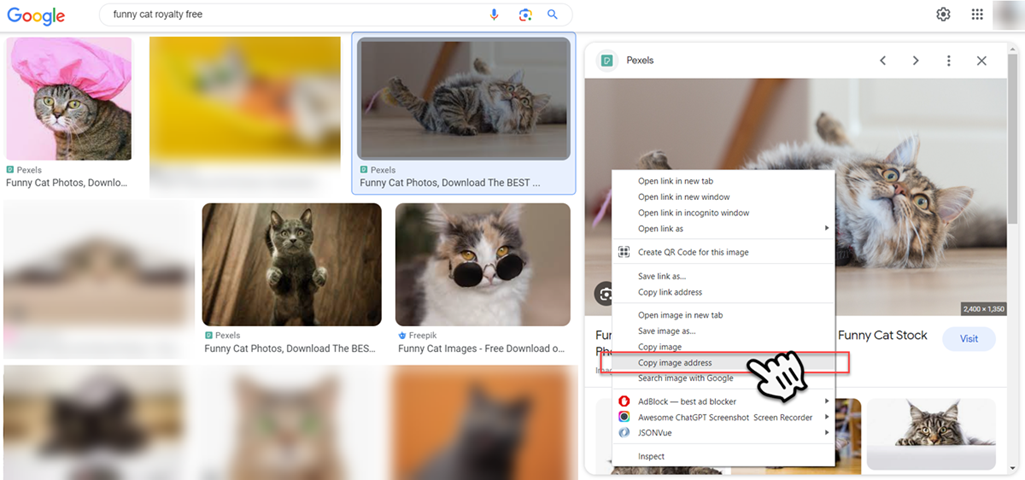 Google
funny cat royalty free
Pexels
Funny Cat Photos, Downlo...
Pexels
Funny Cat Photos, Download The BEST ...
Pexels
Funny Cat Photos, Download The BES...
Freepik
Funny Cat Images - Free Download o...
Pexels
2,400 × 1,350
Funny Cat Stock
Visit
Open link in new tab
Open link in new window
Open link in incognito window
Open link as
Create QR Code for this image
Save link as...
Copy link address
Open image in new tab
Save image as...
Copy image
Copy image address
Search image with Google
AdBlock — best ad blocker
Awesome ChatGPT Screenshot Screen Recorder
JSONVue
Inspect